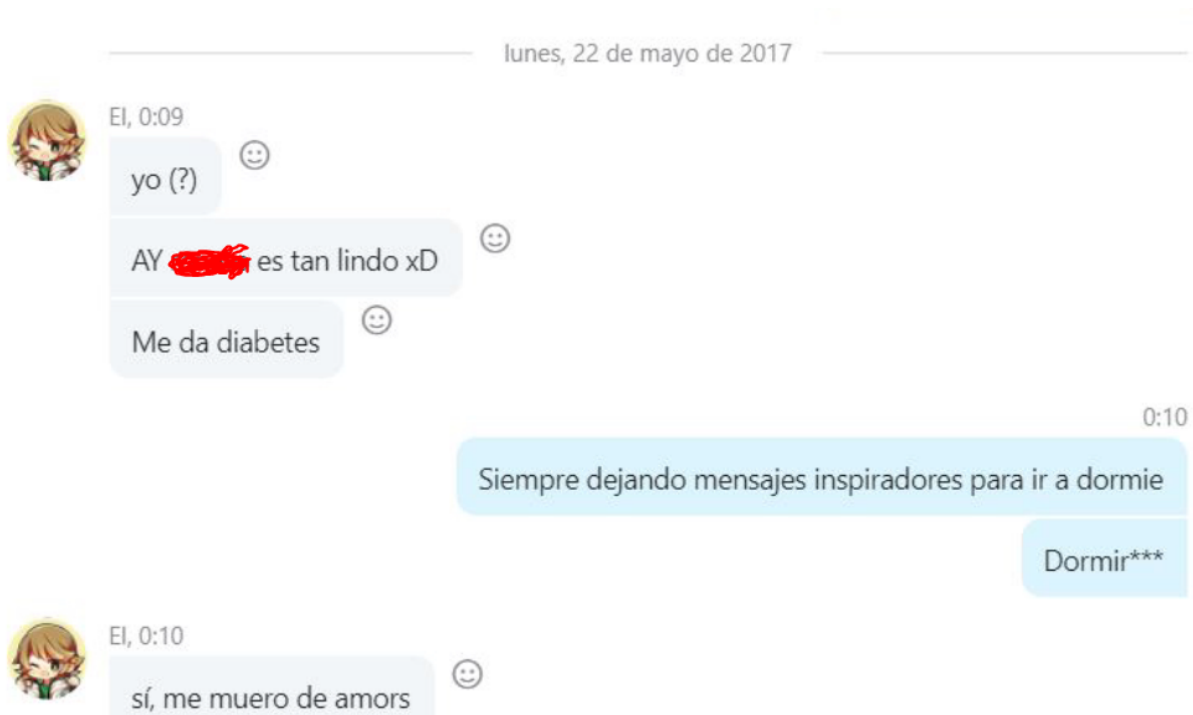 lunes, 22 de mayo de 2017
El, 0:09
yo (?)
AY es tan lindo xD
Me da diabetes
0:10
Siempre dejando mensajes inspiradores para ir a dormie
Dormir***
El, 0:10
sí, me muero de amors